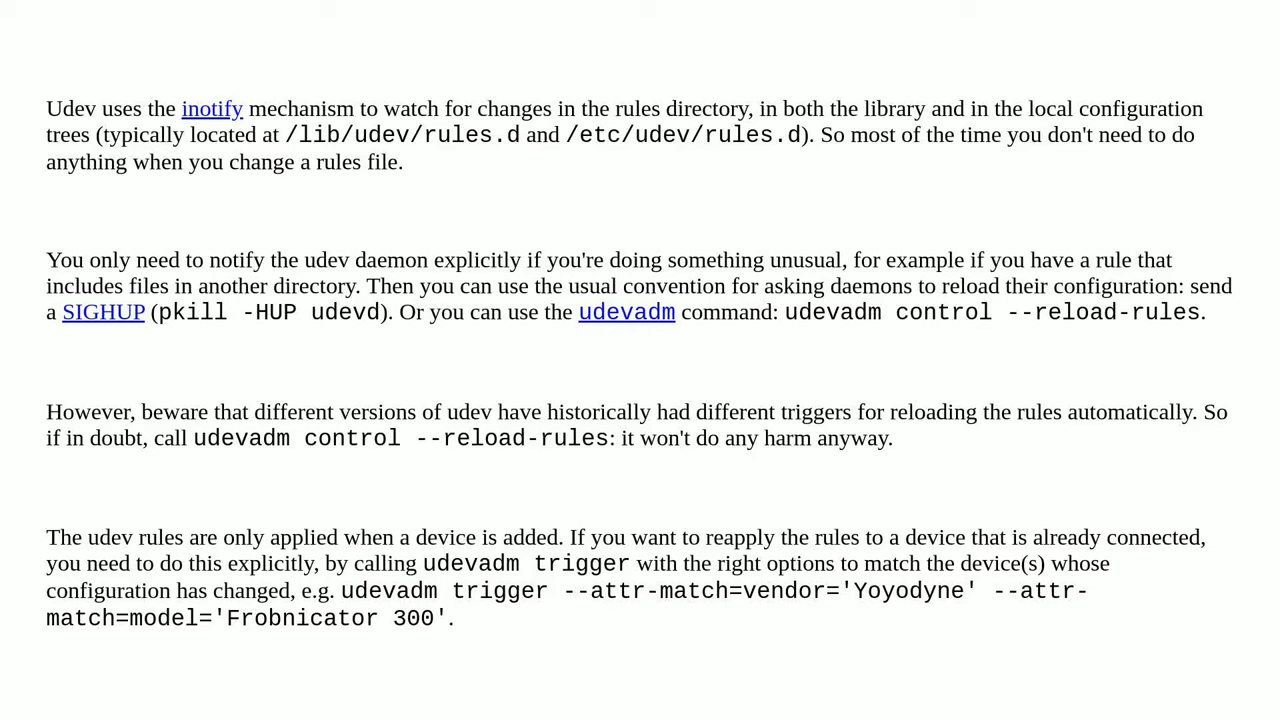 Udev uses the inotify mechanism to watch for changes in the rules directory, in both the library and in the local configuration
trees (typically located at /lib/udev/rules.d and /etc/udev/rules.d). So most of the time you don't need to do
anything when you change a rules file.
You only need to notify the udev daemon explicitly if you're doing something unusual, for example if you have a rule that
includes files in another directory. Then you can use the usual convention for asking daemons to reload their configuration: send
a SIGHUP (pkill -HUP udevd). Or you can use the udevadm command: udevadm control --reload-rules.
However, beware that different versions of udev have historically had different triggers for reloading the rules automatically. So
if in doubt, call udevadm control --reload-rules: it won't do any harm anyway.
The udev rules are only applied when a device is added. If you want to reapply the rules to a device that is already connected,
you need to do this explicitly, by calling udevadm trigger with the right options to match the device(s) whose
configuration has changed, e.g. udevadm trigger --attr-match=vendor='Yoyodyne' --attr-
match=model='Frobnicator 300'.